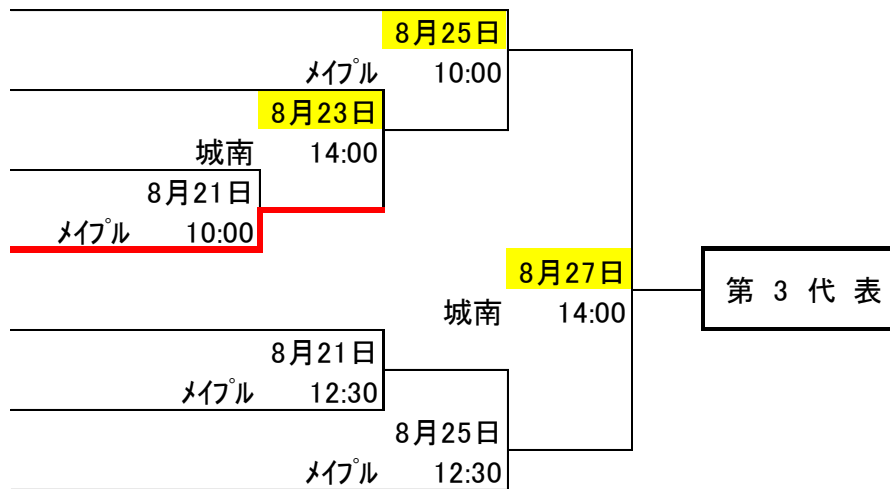 8月25日
ﾒｲﾌﾟﾙ 10:00
8月23日
城南 14:00
8月21日
ﾒｲﾌﾟﾙ 10:00
8月27日
第 3 代 表
城南 14:00
8月21日
ﾒｲﾌﾟﾙ 12:30
8月25日
ﾒｲﾌﾟﾙ 12:30